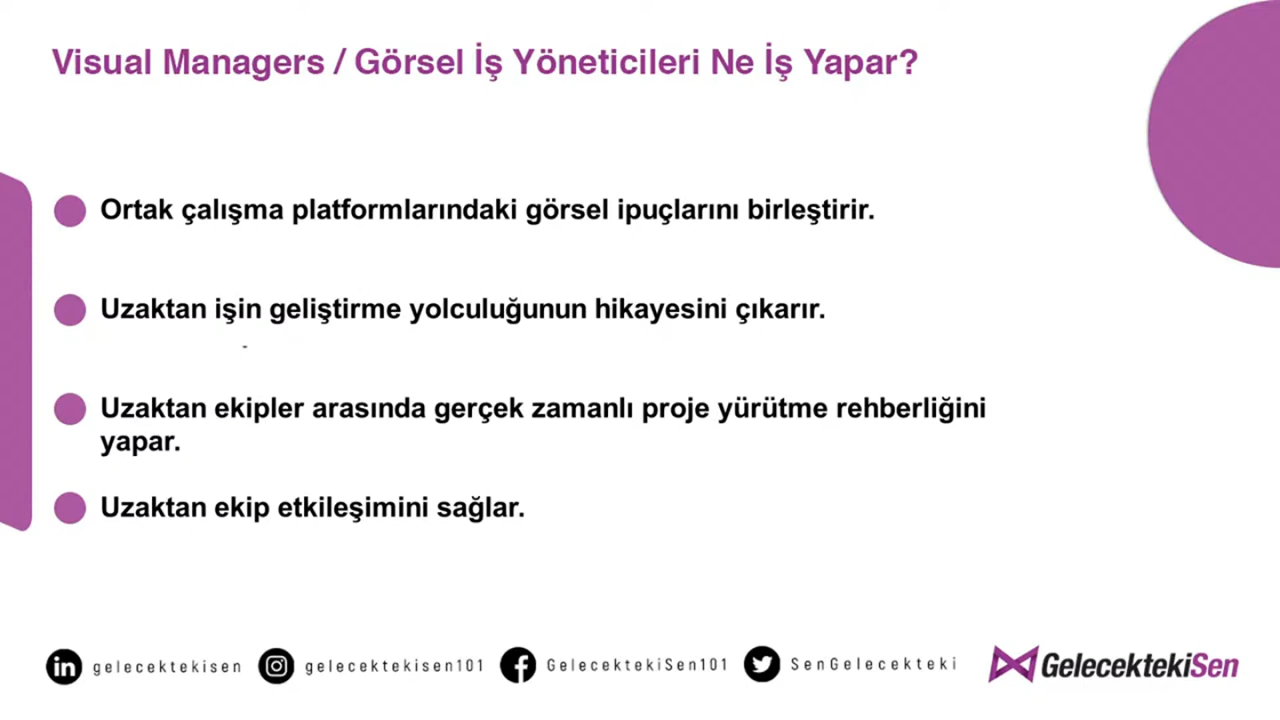 Visual Managers / Görsel İş Yöneticileri Ne İş Yapar?
Ortak çalışma platformlarındaki görsel ipuçlarını birleştirir.
Uzaktan işin geliştirme yolculuğunun hikayesini çıkarır.
-
Uzaktan ekipler arasında gerçek zamanlı proje yürütme rehberliğini
yapar.
Uzaktan ekip etkileşimini sağlar.
in gelecektekisen gelecektekisen101 f GelecektekiSen101 SenGelecekteki GelecektekiSen